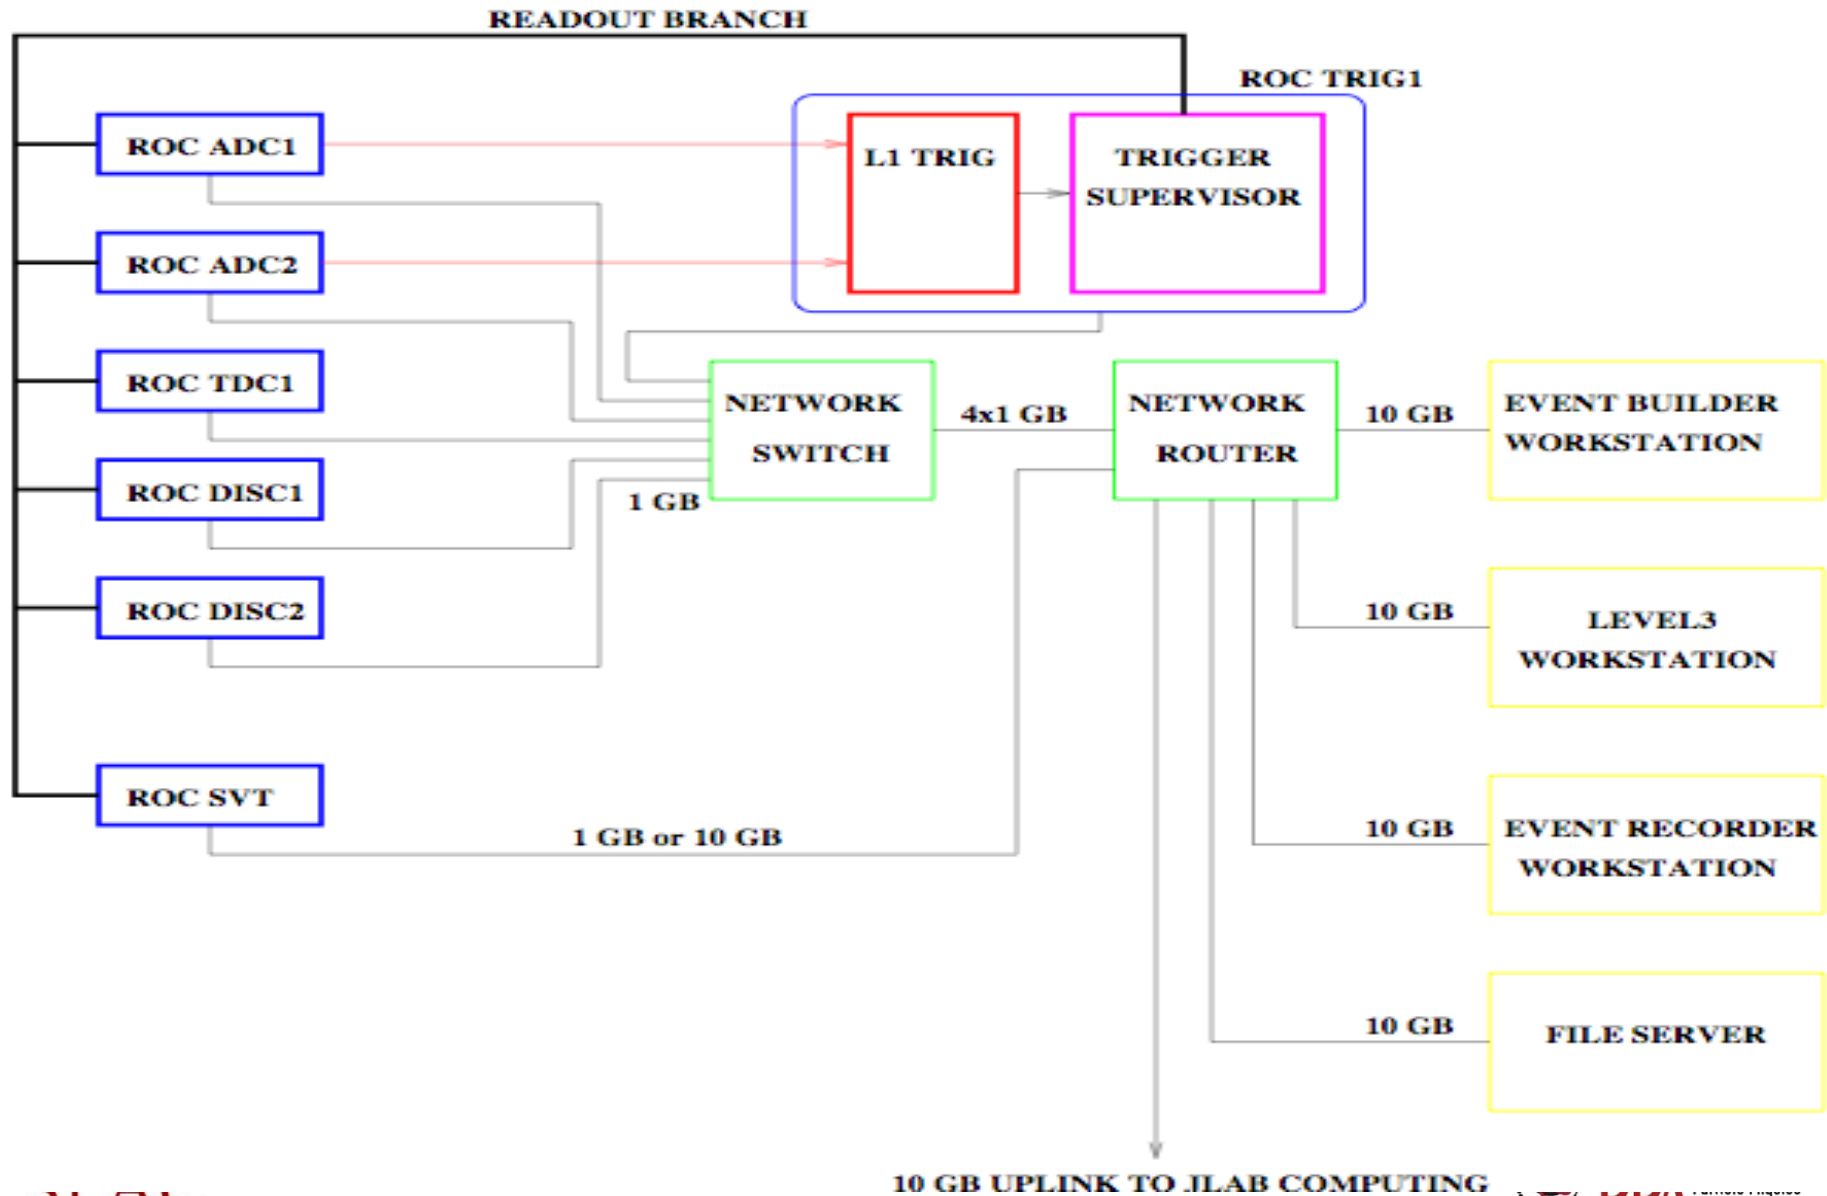 READOUT BRANCH
ROC TRIG1
ROC ADC1
L1 TRIG
TRIGGER
SUPERVISOR
ROC ADC2
ROC TDC1
NETWORK
SWITCH
4x1 GB
NETWORK
ROUTER
10 GB
EVENT BUILDER
WORKSTATION
ROC DISC1
1 GB
ROC DISC2
10 GB
LEVEL3
WORKSTATION
ROC SVT
1 GB or 10 GB
10 GB
EVENT RECORDER
WORKSTATION
10 GB
FILE SERVER
10 GB UPLINK TO JLAB COMPUTING